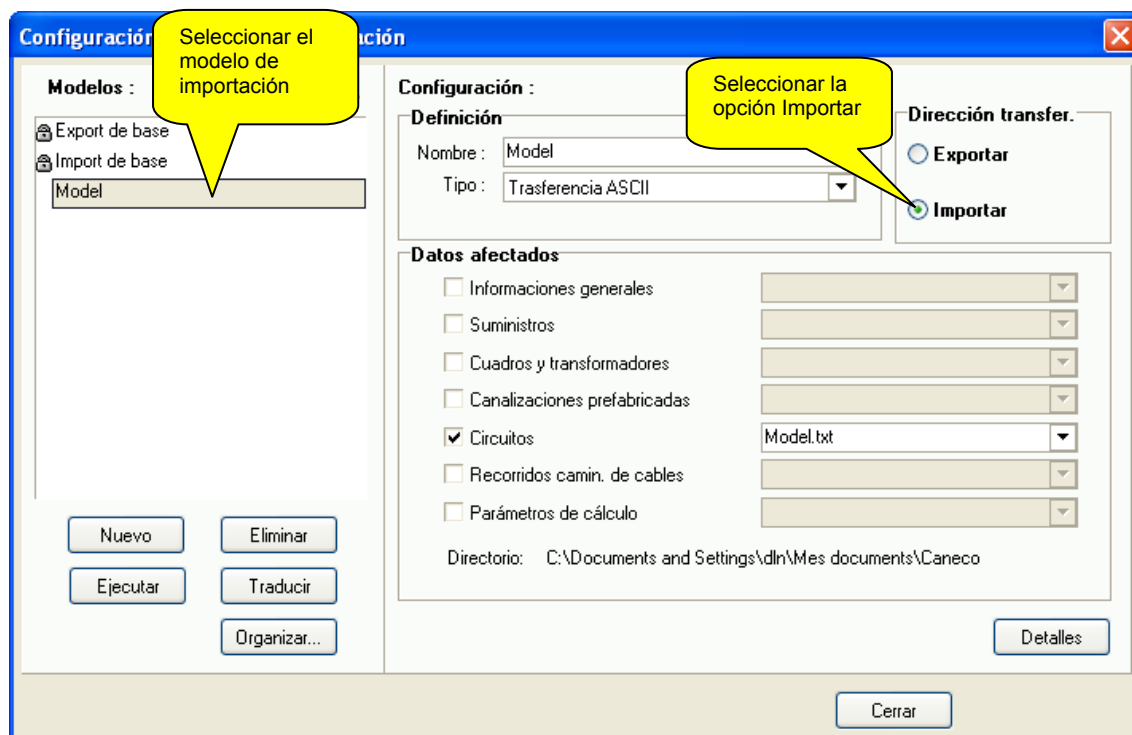 Configuración
ación
Seleccionar el
modelo de
importación
Modelos :
Export de base
Import de base
Model
Nuevo
Eliminar
Ejecutar
Traducir
Organizar...
Configuración :
Seleccionar la
opción Importar
Definición
Nombre : Model
Tipo : Trasferencia ASCII
Dirección transfer.
Exportar
Importar
Datos afectados
Informaciones generales
Suministros
Cuadros y transformadores
Canalizaciones prefabricadas
Circuitos Model.txt
Recorridos camin. de cables
Parámetros de cálculo
Directorio: C:\Documents and Settings\dln\Mes documents\Caneco
Detalles
Cerrar